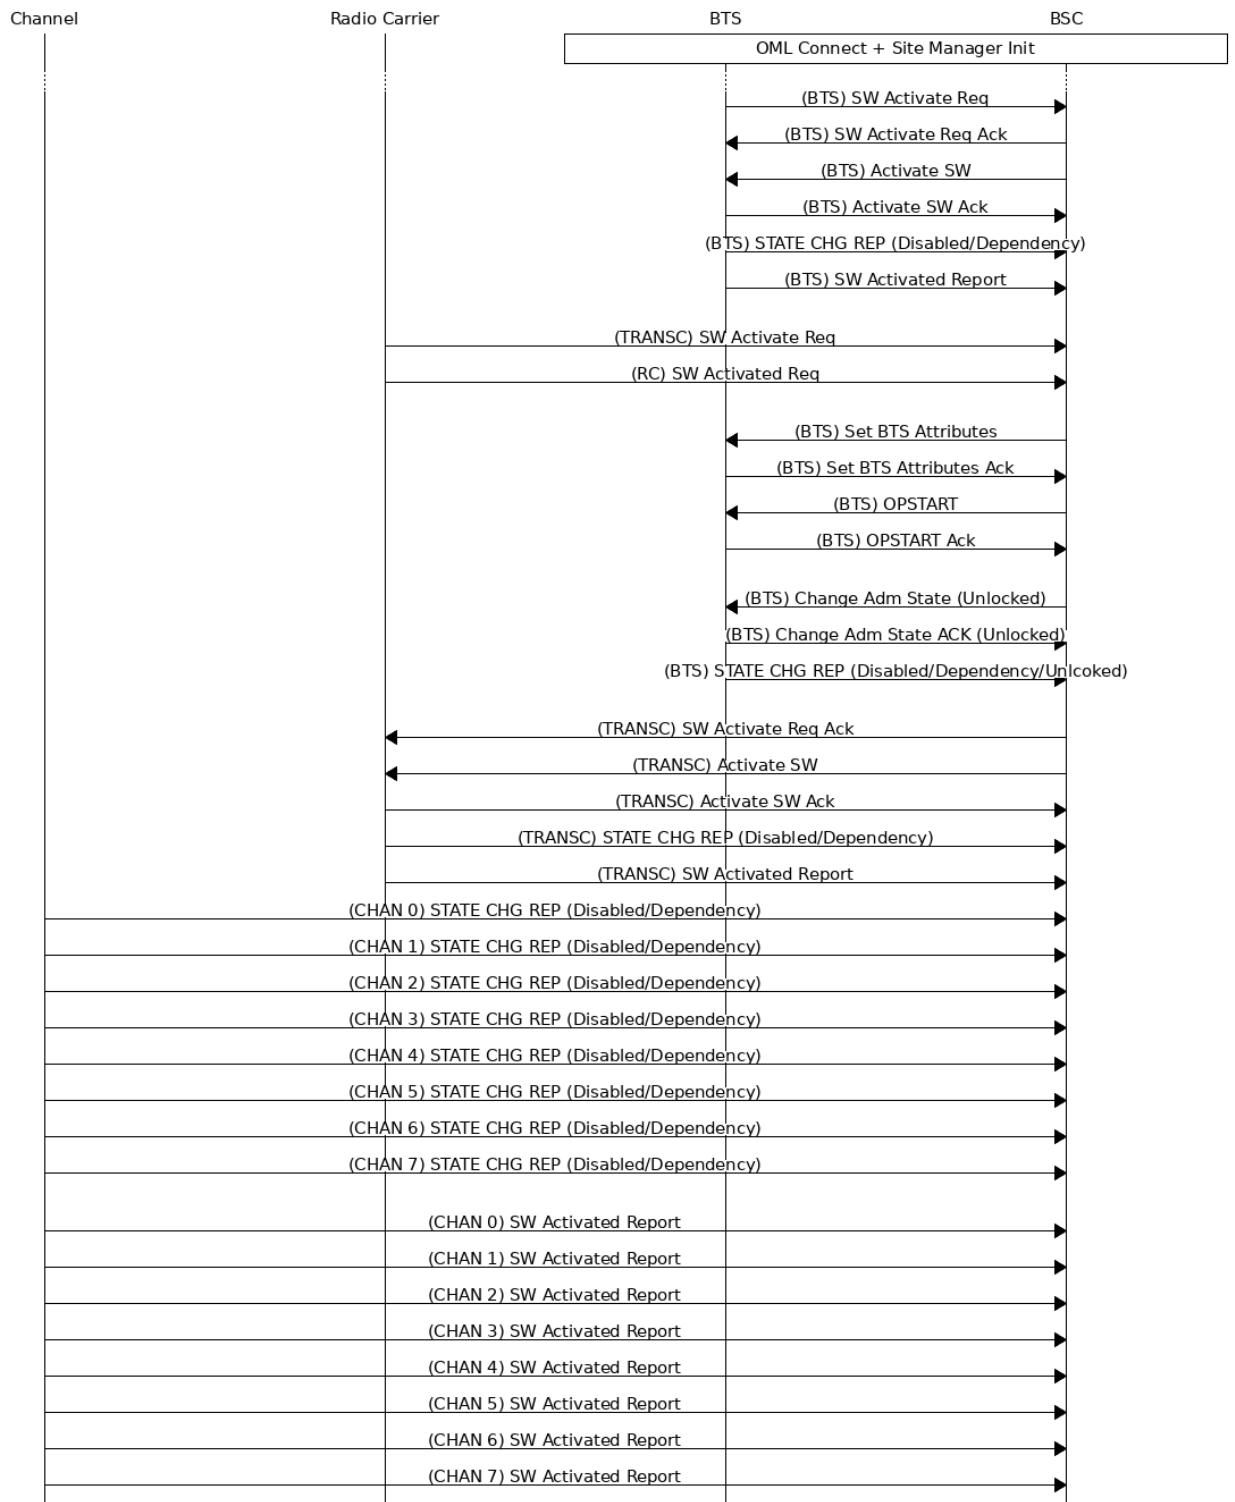 Channel Radio Carrier BTS BSC
OML Connect + Site Manager Init
(BTS) SW Activate Req
(BTS) SW Activate Req Ack
(BTS) Activate SW
(BTS) Activate SW Ack
(BTS) STATE CHG REP (Disabled/Dependency)
(BTS) SW Activated Report
(TRANSC) SW Activate Req
(RC) SW Activated Req
(BTS) Set BTS Attributes
(BTS) Set BTS Attributes Ack
(BTS) OPSTART
(BTS) OPSTART Ack
(BTS) Change Adm State (Unlocked)
(BTS) Change Adm State ACK (Unlocked)
(BTS) STATE CHG REP (Disabled/Dependency/Unlcoked)
(TRANSC) SW Activate Req Ack
(TRANSC) Activate SW
(TRANSC) Activate SW Ack
(TRANSC) STATE CHG REP (Disabled/Dependency)
(TRANSC) SW Activated Report
(CHAN 0) STATE CHG REP (Disabled/Dependency)
(CHAN 1) STATE CHG REP (Disabled/Dependency)
(CHAN 2) STATE CHG REP (Disabled/Dependency)
(CHAN 3) STATE CHG REP (Disabled/Dependency)
(CHAN 4) STATE CHG REP (Disabled/Dependency)
(CHAN 5) STATE CHG REP (Disabled/Dependency)
(CHAN 6) STATE CHG REP (Disabled/Dependency)
(CHAN 7) STATE CHG REP (Disabled/Dependency)
(CHAN 0) SW Activated Report
(CHAN 1) SW Activated Report
(CHAN 2) SW Activated Report
(CHAN 3) SW Activated Report
(CHAN 4) SW Activated Report
(CHAN 5) SW Activated Report
(CHAN 6) SW Activated Report
(CHAN 7) SW Activated Report